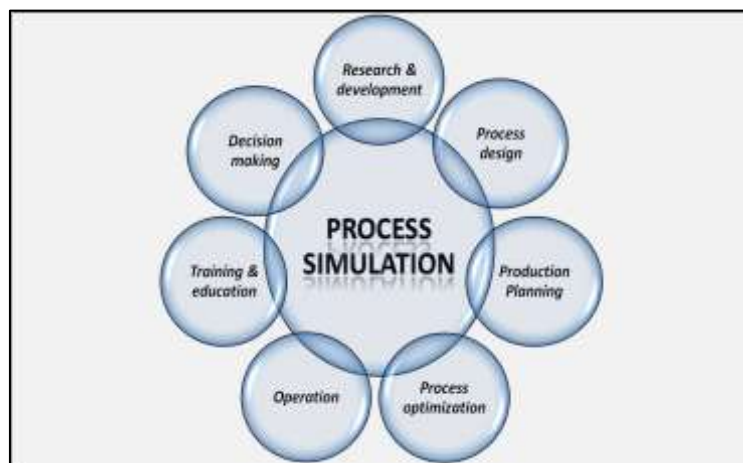 Research &
development
Process
design
Production
Planning
Process
optimization
Operation
Training &
education
Decision
making
PROCESS
SIMULATION